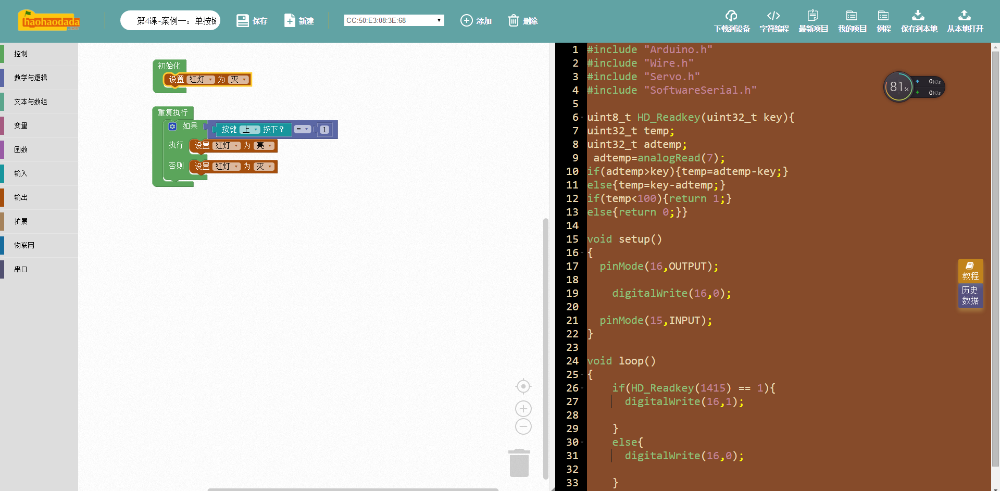 haohaodada
第4课-案例一：单按钮
保存
新建
CC:50:E3:08:3E:68
添加
删除
下载到设备
字符编程
最新项目
我的项目
例程
保存到本地
从本地打开
控制
数学与逻辑
文本与数组
变量
函数
输入
输出
扩展
物联网
串口
初始化
设置 红灯 为 灭
重复执行
如果 按键 上 按下？ = 1
执行 设置 红灯 为 亮
否则 设置 红灯 为 灭
1 #include "Arduino.h"
2 #include "Wire.h"
3 #include "Servo.h"
4 #include "SoftwareSerial.h"
5
6 uint8_t HD_Readkey(uint32_t key){
7 uint32_t temp;
8 uint32_t adtemp;
9 adtemp=analogRead(7);
10 if(adtemp>key){temp=adtemp-key;}
11 else{temp=key-adtemp;}
12 if(temp<100){return 1;}
13 else{return 0;}}
14
15 void setup()
16 {
17 pinMode(16,OUTPUT);
18
19 digitalWrite(16,0);
20
21 pinMode(15,INPUT);
22 }
23
24 void loop()
25 {
26 if(HD_Readkey(1415) == 1){
27 digitalWrite(16,1);
28
29 }
30 else{
31 digitalWrite(16,0);
32
33 }
81%
0K/s
0K/s
教程
历史
数据